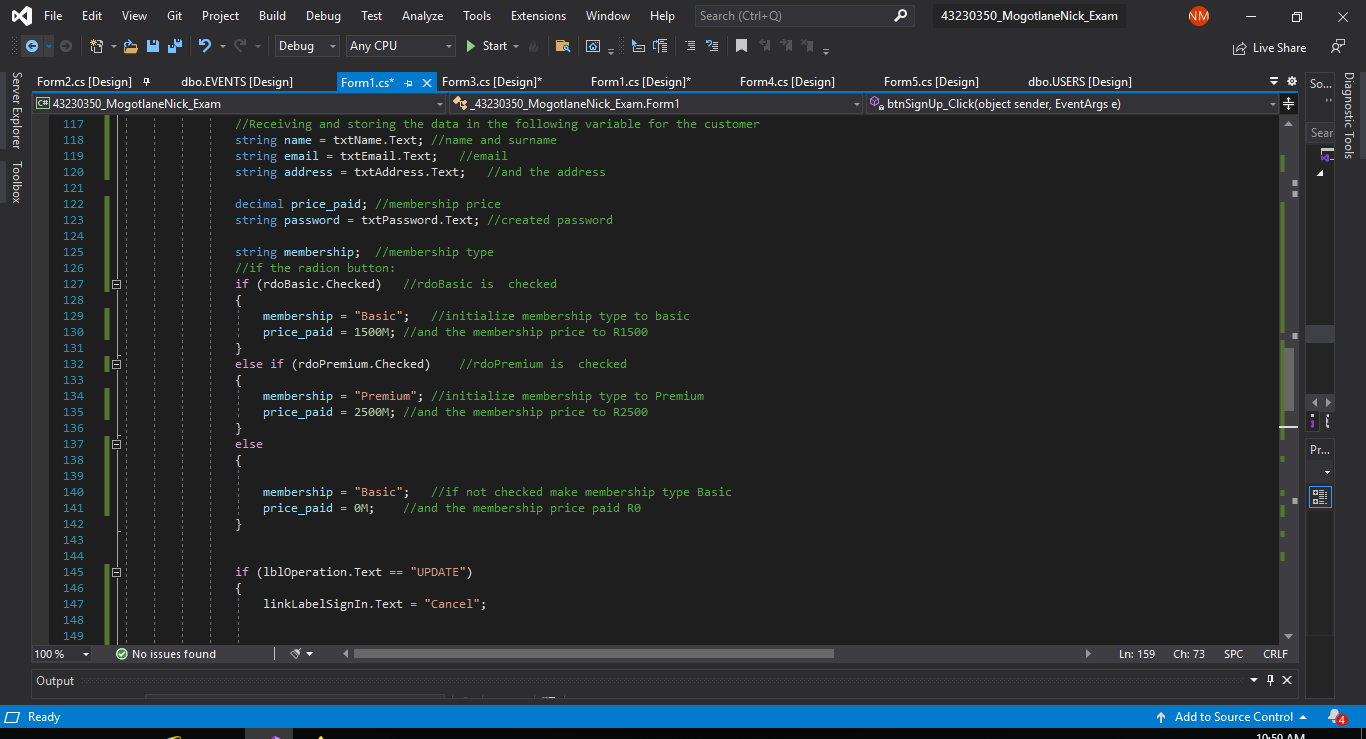 File Edit View Git Project Build Debug Test Analyze Tools Extensions Window Help Search (Ctrl+Q) 43230350_MogotlaneNick_Exam NM
Debug Any CPU Start Live Share
Server Explorer
Toolbox
Form2.cs [Design] dbo.EVENTS [Design] Form1.cs* Form3.cs [Design]* Form1.cs [Design]* Form4.cs [Design] Form5.cs [Design] dbo.USERS [Design]
C# 43230350_MogotlaneNick_Exam _43230350_MogotlaneNick_Exam.Form1 btnSignUp_Click(object sender, EventArgs e)
117 //Receiving and storing the data in the following variable for the customer
118 string name = txtName.Text; //name and surname
119 string email = txtEmail.Text; //email
120 string address = txtAddress.Text; //and the address
121
122 decimal price_paid; //membership price
123 string password = txtPassword.Text; //created password
124
125 string membership; //membership type
126 //if the radion button:
127 if (rdoBasic.Checked) //rdoBasic is  checked
128 {
129 membership = "Basic"; //initialize membership type to basic
130 price_paid = 1500M; //and the membership price to R1500
131 }
132 else if (rdoPremium.Checked) //rdoPremium is  checked
133 {
134 membership = "Premium"; //initialize membership type to Premium
135 price_paid = 2500M; //and the membership price to R2500
136 }
137 else
138 {
139
140 membership = "Basic"; //if not checked make membership type Basic
141 price_paid = 0M; //and the membership price paid R0
142 }
143
144
145 if (lblOperation.Text == "UPDATE")
146 {
147 linkLabelSignIn.Text = "Cancel";
148
149
100 % No issues found Ln: 159 Ch: 73 SPC CRLF
Output
So...
Sear
Pr...
Diagnostic Tools
Ready Add to Source Control 4
10:59 AM